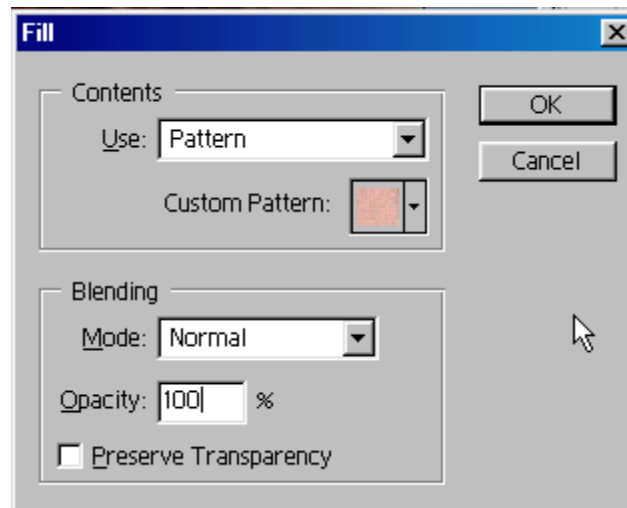 Fill
Contents
Use: Pattern
Custom Pattern:
OK
Cancel
Blending
Mode: Normal
Opacity: 100 %
Preserve Transparency